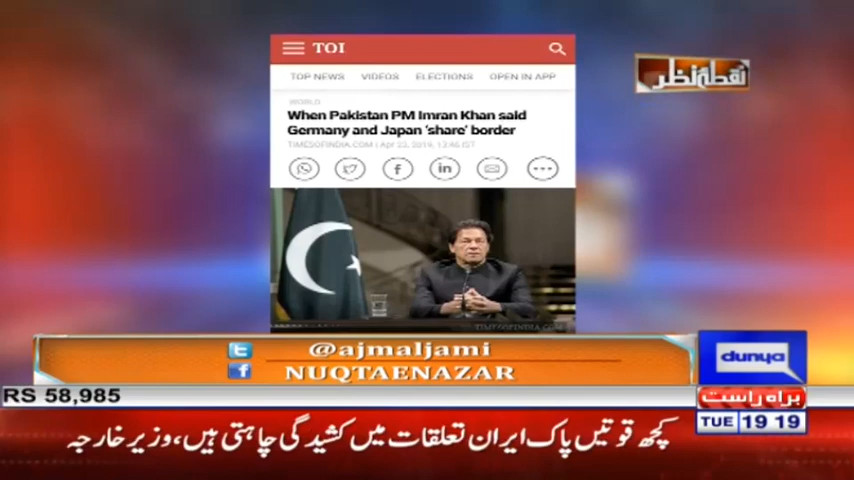 TOI
نقطہ نظر
TOP NEWS VIDEOS ELECTIONS OPEN IN APP
WORLD
When Pakistan PM Imran Khan said
Germany and Japan ‘share’ border
TIMESOFINDIA.COM | Apr 23, 2019, 13:46 IST
TIMESOFINDIA.COM
@ajmaljami
NUQTAENAZAR
dunya
RS 58,985
براہ راست
TUE 19 19
کچھ قوتیں پاک ایران تعلقات میں کشیدگی چاہتی ہیں، وزیر خارجہ